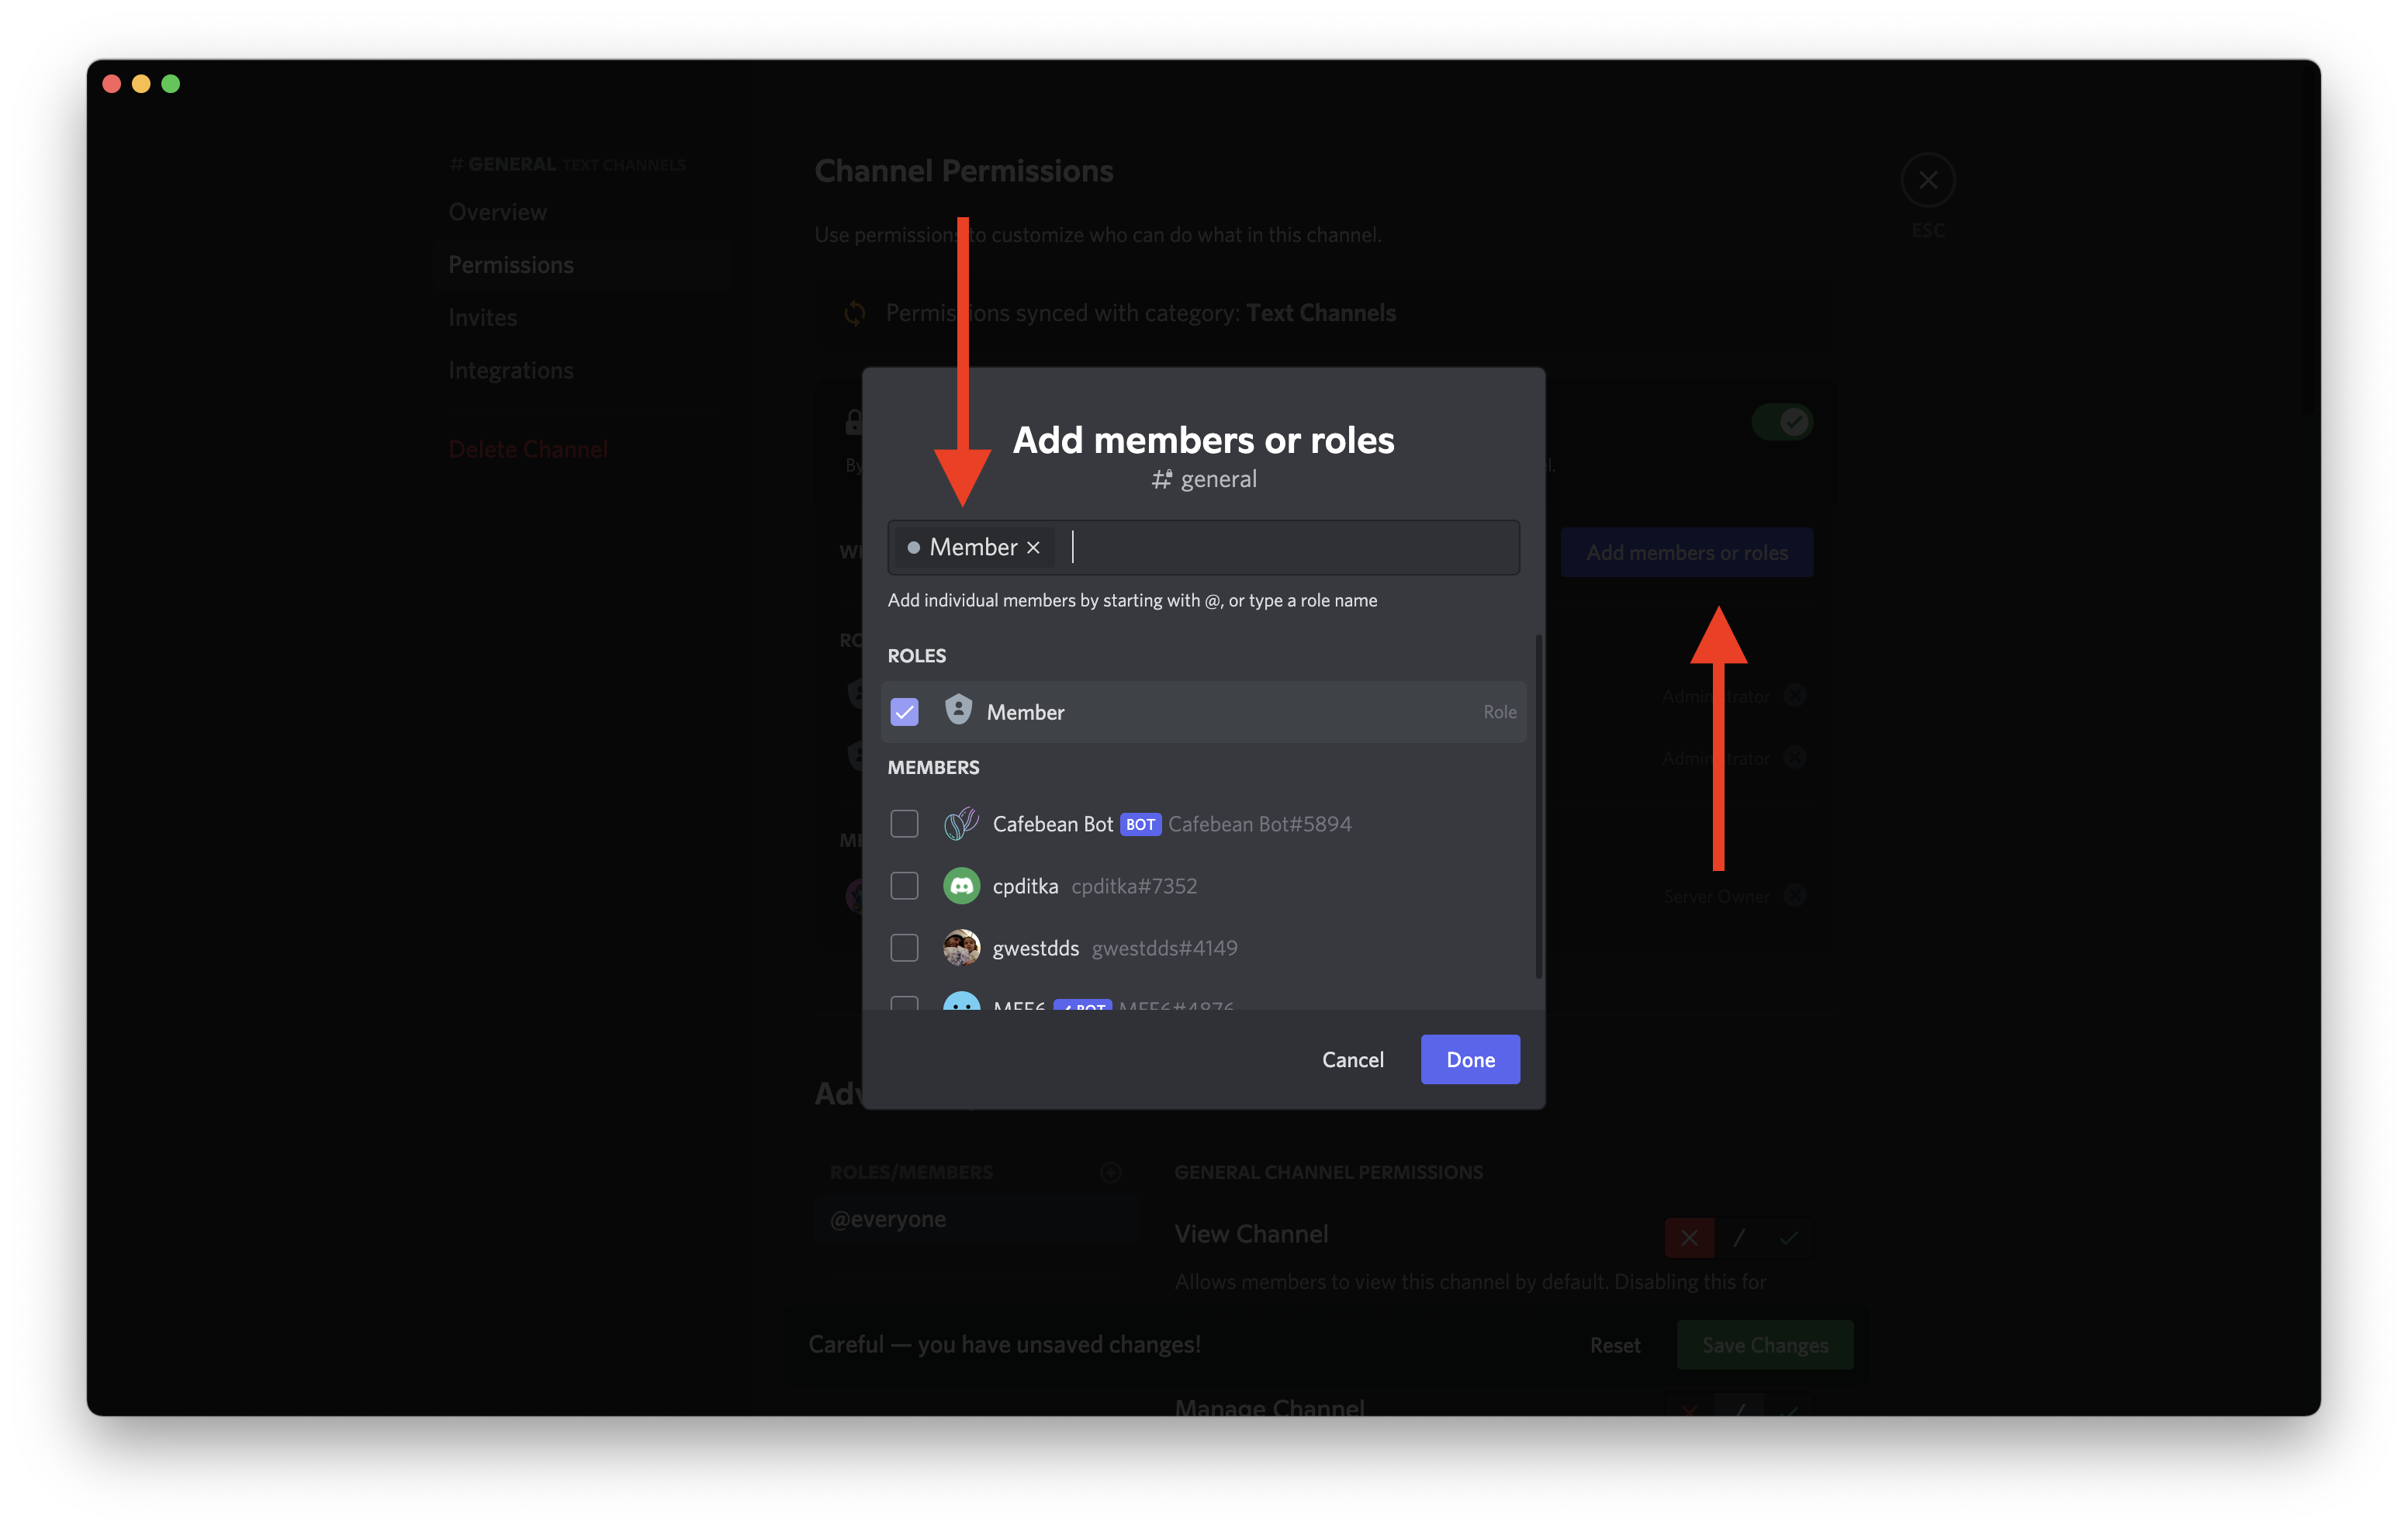 # GENERAL TEXT CHANNELS
Overview
Permissions
Invites
Integrations
Delete Channel
Channel Permissions
Use permissions to customize who can do what in this channel.
Permissions synced with category: Text Channels
ESC
Add members or roles
general
Member
Add individual members by starting with @, or type a role name
ROLES
Member Role
MEMBERS
Cafebean Bot BOT Cafebean Bot#5894
cpditka cpditka#7352
gwestdds gwestdds#4149
BOT
Cancel Done
By
Add members or roles
Administrator
Administrator
Server Owner
ROLES/MEMBERS
@everyone
GENERAL CHANNEL PERMISSIONS
View Channel
Allows members to view this channel by default. Disabling this for
Careful — you have unsaved changes!
Reset Save Changes
Manage Channel